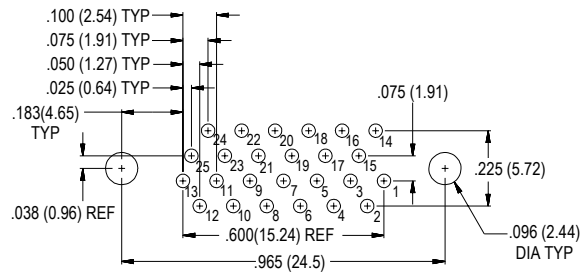 .100 (2.54) TYP
.075 (1.91) TYP
.050 (1.27) TYP
.025 (0.64) TYP
.183(4.65)
TYP
.075 (1.91)
24 22 20 18 16 14
25 23 21 19 17 15
13 11 9 7 5 3 1
12 10 8 6 4 2
.225 (5.72)
.038 (0.96) REF
.600(15.24) REF
.096 (2.44)
DIA TYP
.965 (24.5)